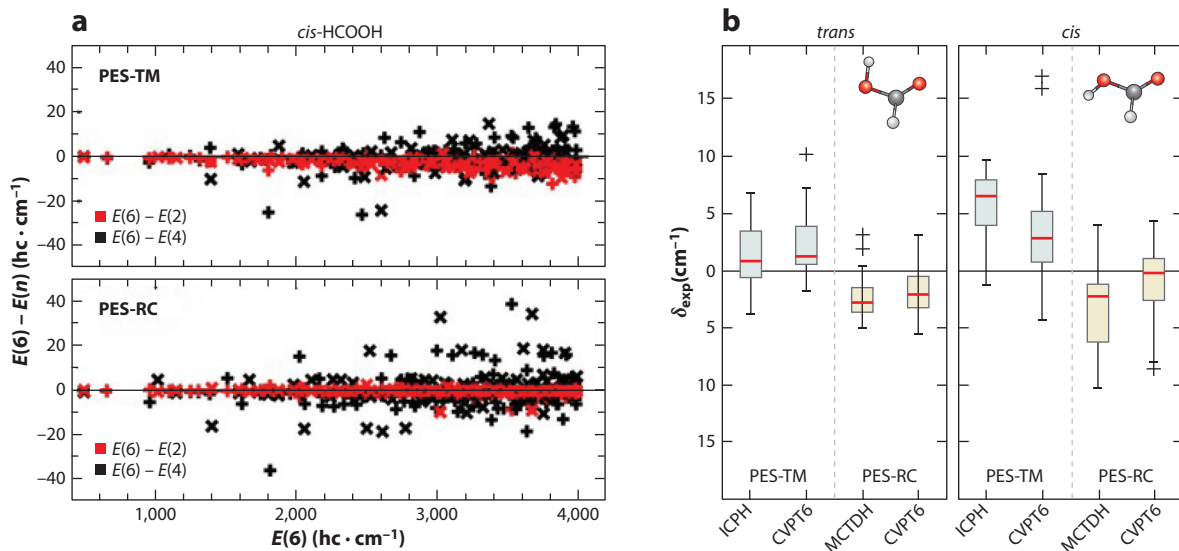 a
cis-HCOOH
PES-TM
40
20
0
−20
−40
E(6) − E(2)
E(6) − E(4)
PES-RC
40
20
0
−20
−40
E(6) − E(2)
E(6) − E(4)
E(6) − E(n) (hc · cm⁻¹)
1,000
2,000
3,000
4,000
E(6) (hc · cm⁻¹)
b
trans
cis
15
10
5
0
5
10
15
δexp(cm⁻¹)
PES-TM
PES-RC
PES-TM
PES-RC
ICPH
CVPT6
MCTDH
CVPT6
ICPH
CVPT6
MCTDH
CVPT6